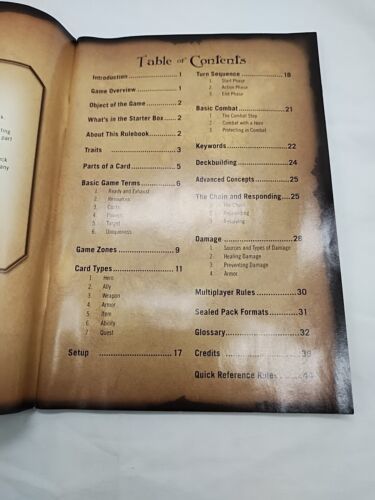 Table of Contents
Introduction 1
Game Overview 1
Object of the Game 2
What's in the Starter Box 2
About This Rulebook 2
Traits 3
Parts of a Card 5
Basic Game Terms 6
1. Ready and Exhaust
2. Resources
3. Costs
4. Powers
5. Target
6. Uniqueness
Game Zones 9
Card Types 11
1. Hero
2. Ally
3. Weapon
4. Armor
5. Item
6. Ability
7. Quest
Setup 17
Turn Sequence 18
1. Start Phase
2. Action Phase
3. End Phase
Basic Combat 21
1. The Combat Step
2. Combat with a Hero
3. Protecting in Combat
Keywords 22
Deckbuilding 24
Advanced Concepts 25
The Chain and Responding 25
1. The Chain
2. Responding
3. Resolving
Damage 28
1. Sources and Types of Damage
2. Healing Damage
3. Preventing Damage
4. Armor
Multiplayer Rules 30
Sealed Pack Formats 31
Glossary 32
Credits 39
Quick Reference Rules 44